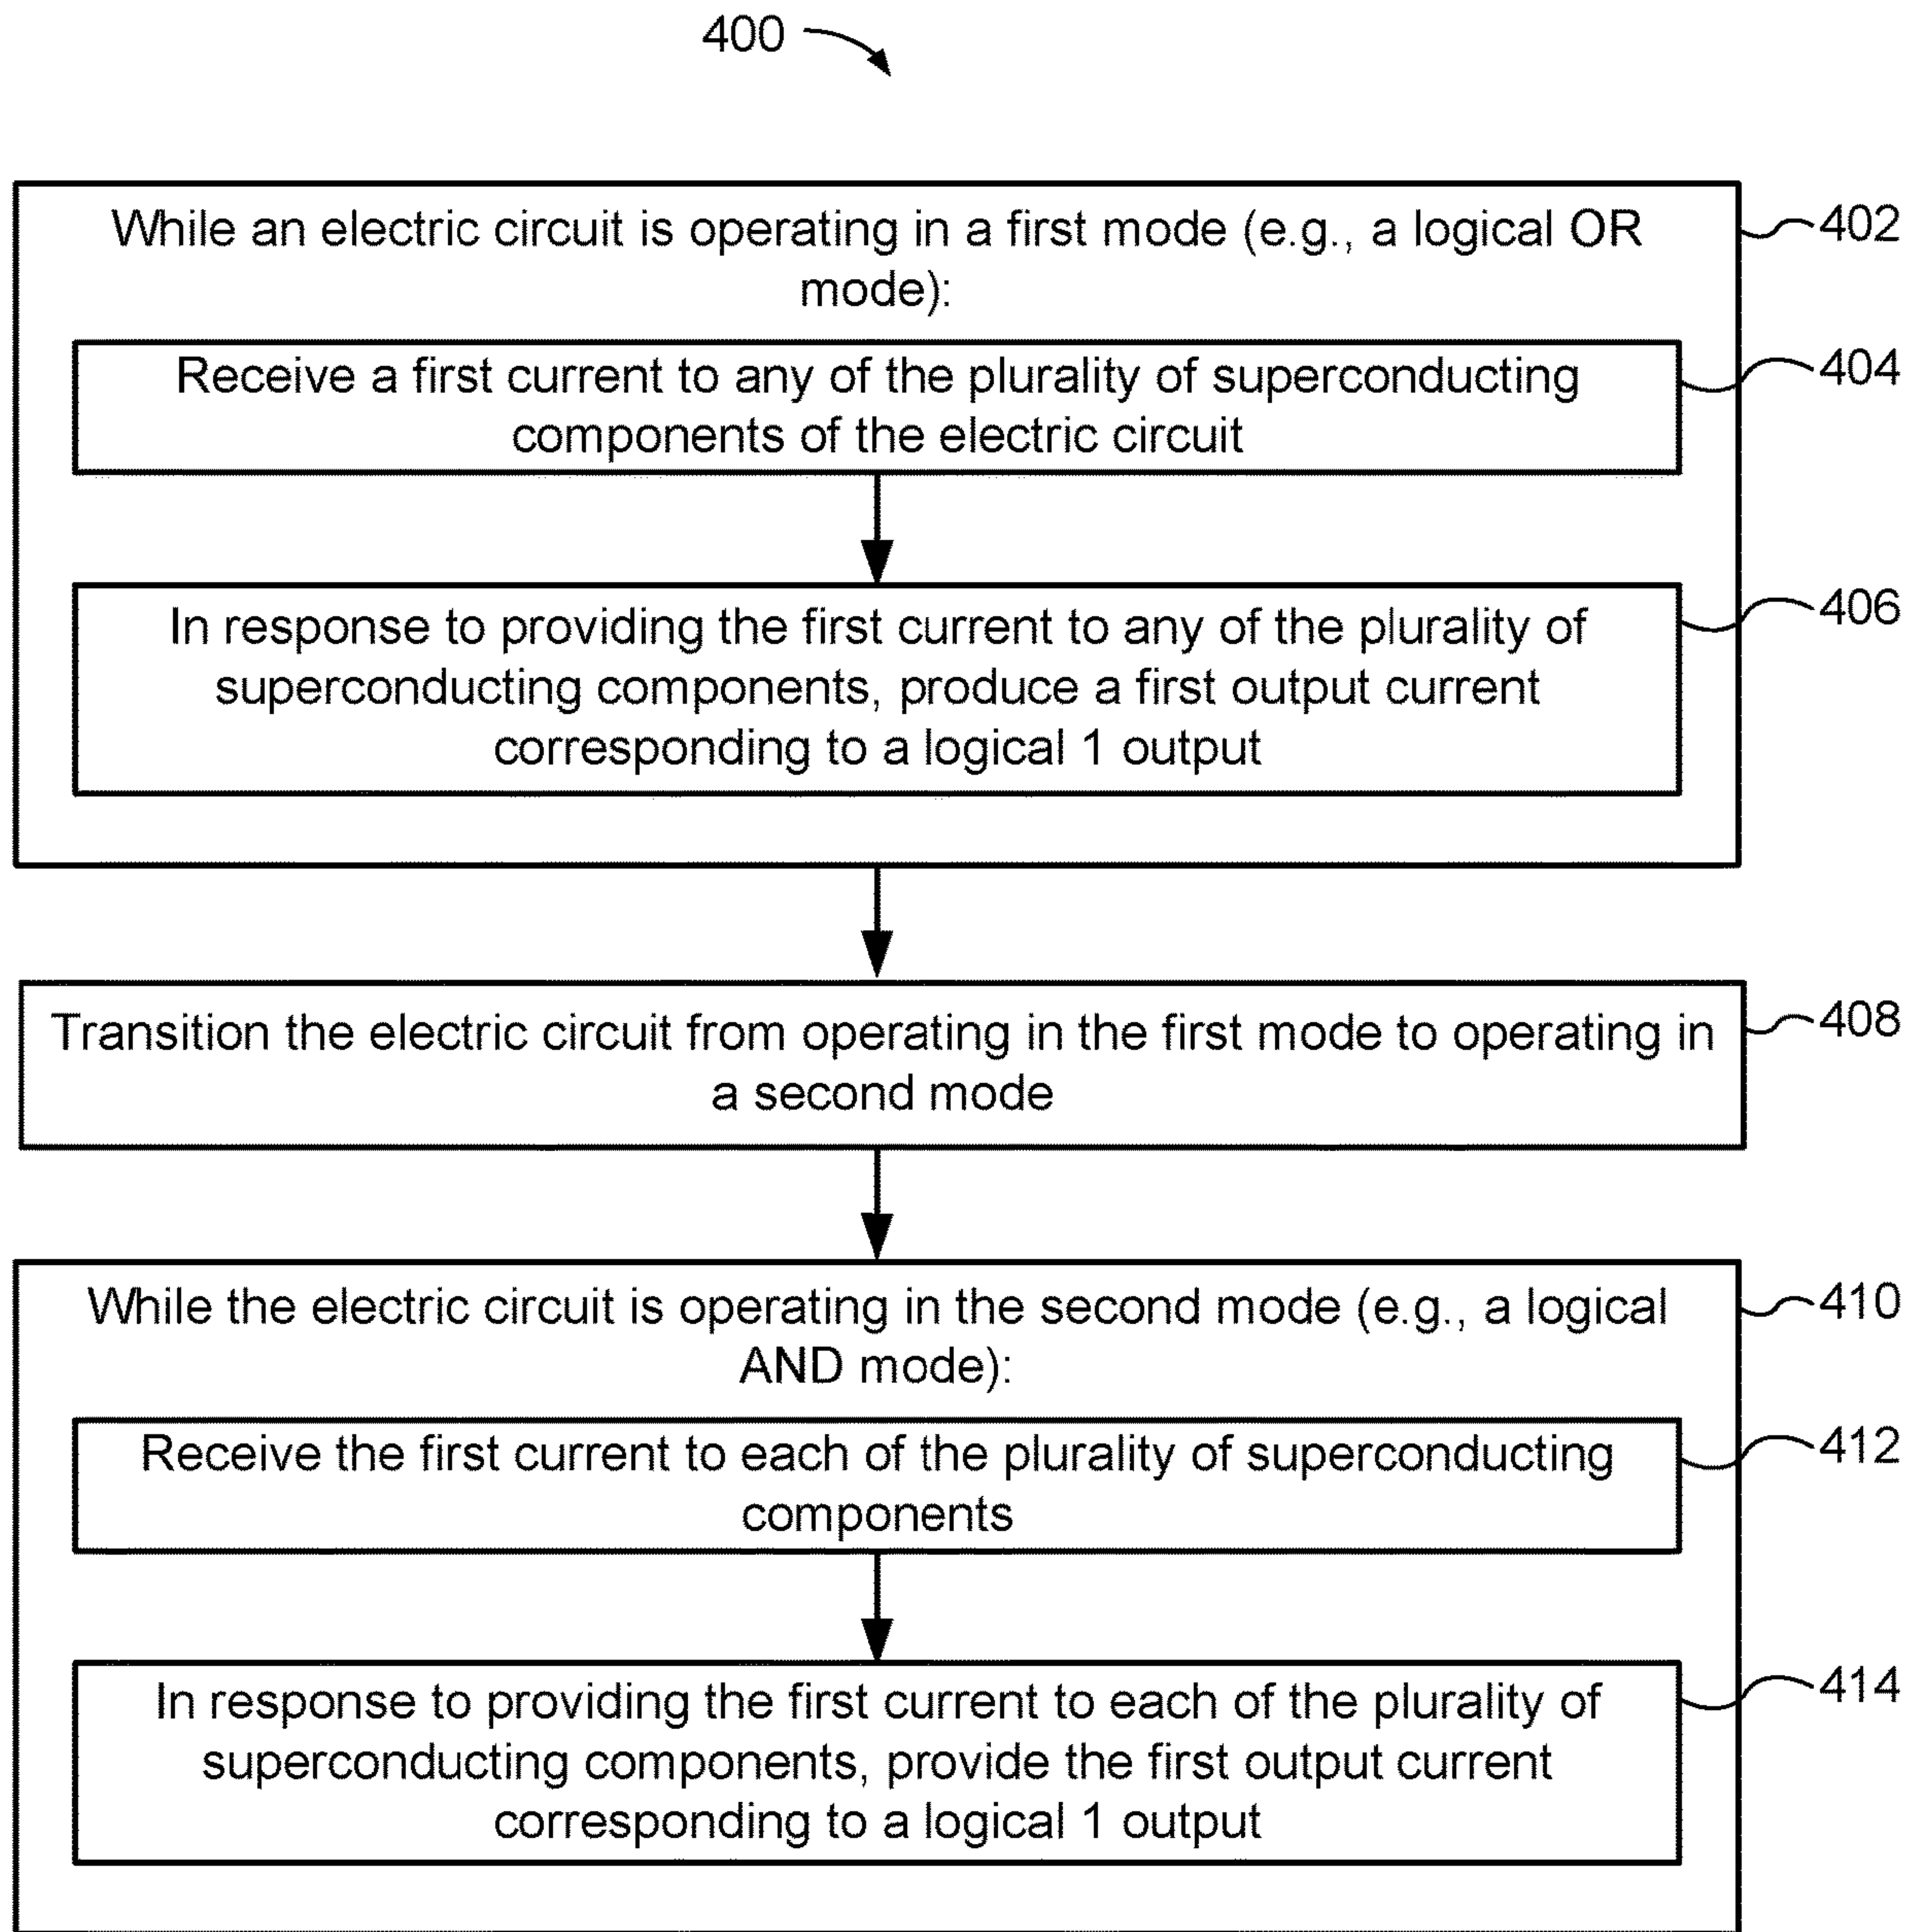 400
While an electric circuit is operating in a first mode (e.g., a logical OR
mode):
402
Receive a first current to any of the plurality of superconducting
components of the electric circuit
404
In response to providing the first current to any of the plurality of
superconducting components, produce a first output current
corresponding to a logical 1 output
406
Transition the electric circuit from operating in the first mode to operating in
a second mode
408
While the electric circuit is operating in the second mode (e.g., a logical
AND mode):
410
Receive the first current to each of the plurality of superconducting
components
412
In response to providing the first current to each of the plurality of
superconducting components, provide the first output current
corresponding to a logical 1 output
414